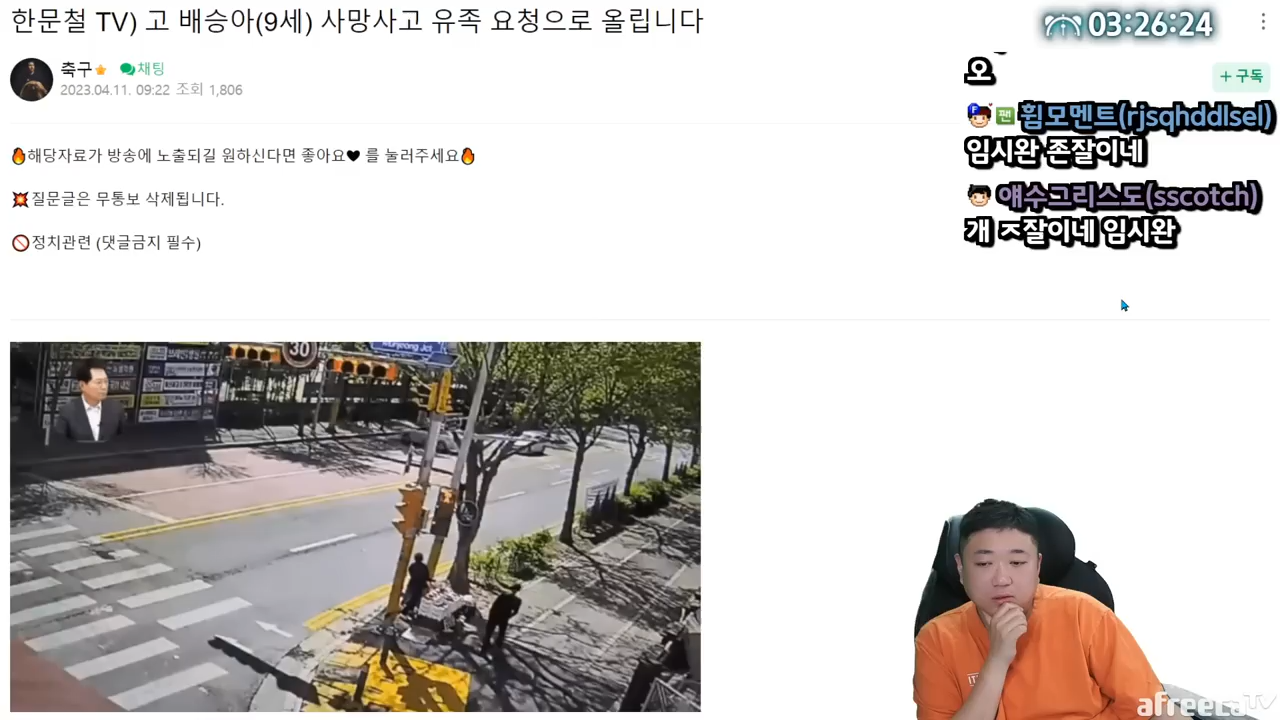 한문철 TV) 고 배승아(9세) 사망사고 유족 요청으로 올립니다
03:26:24
축구
채팅
2023.04.11. 09:22 조회 1,806
+ 구독
오
F 팬 휨모멘트(rjsqhddlsel)
임시완 존잘이네
얘수그리스도(sscotch)
개 ㅈ잘이네 임시완
🔥해당자료가 방송에 노출되길 원하신다면 좋아요🖤 를 눌러주세요🔥
💥질문글은 무통보 삭제됩니다.
🚫정치관련 (댓글금지 필수)
30
afreecaTV